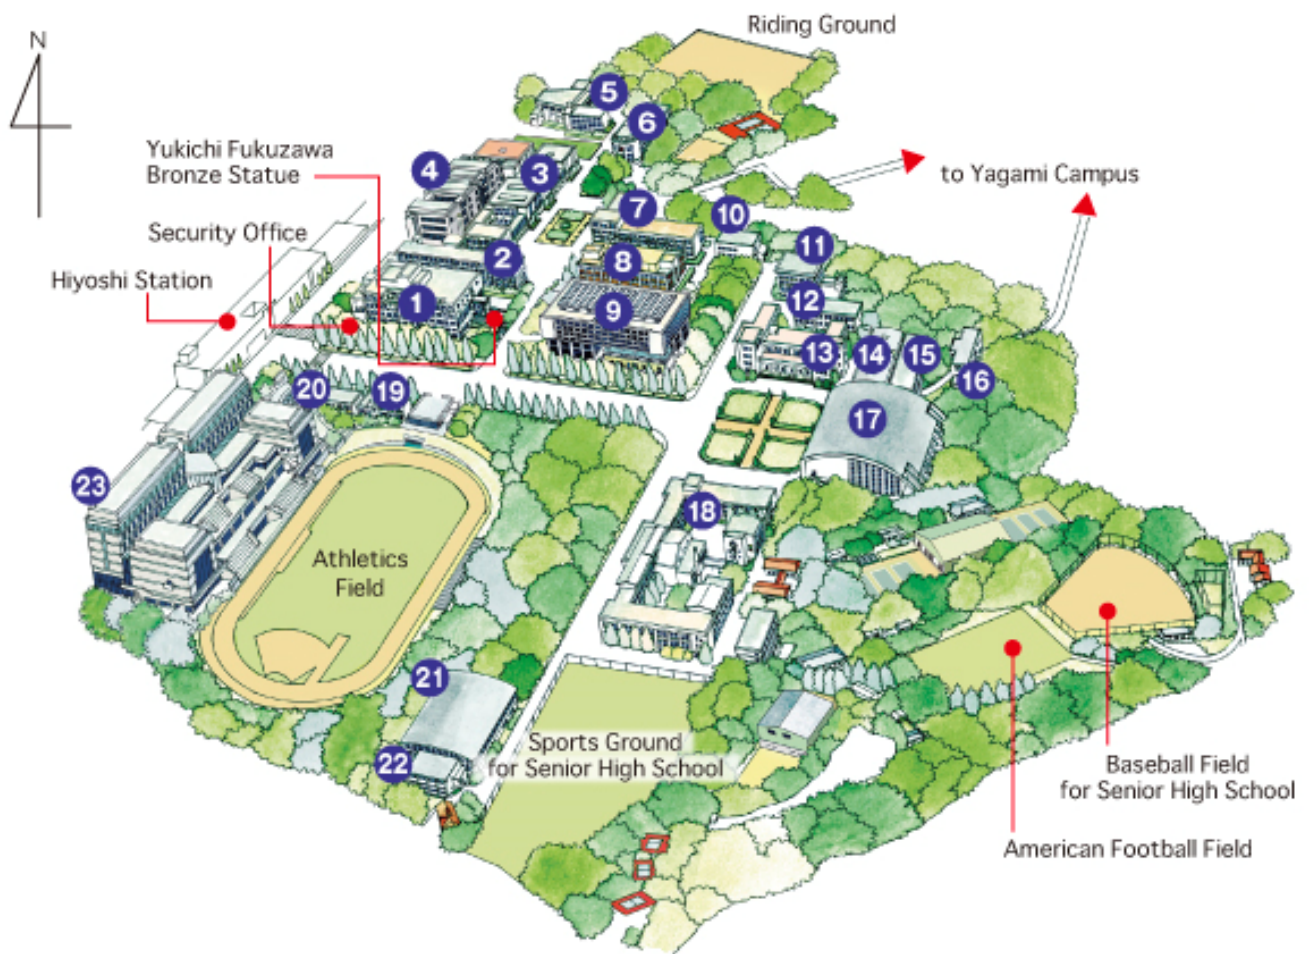 N
Riding Ground
5
6
Yukichi Fukuzawa
Bronze Statue
4
3
to Yagami Campus
7
10
Security Office
2
8
11
Hiyoshi Station
1
9
12
13
14
15
16
20
19
17
23
18
Athletics
Field
21
22
Sports Ground
for Senior High School
Baseball Field
for Senior High School
American Football Field